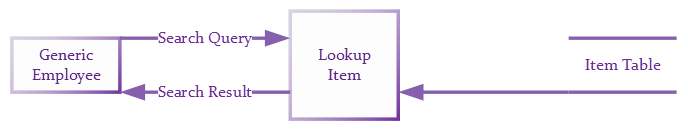 Generic
Employee
Search Query
Search Result
Lookup
Item
Item Table